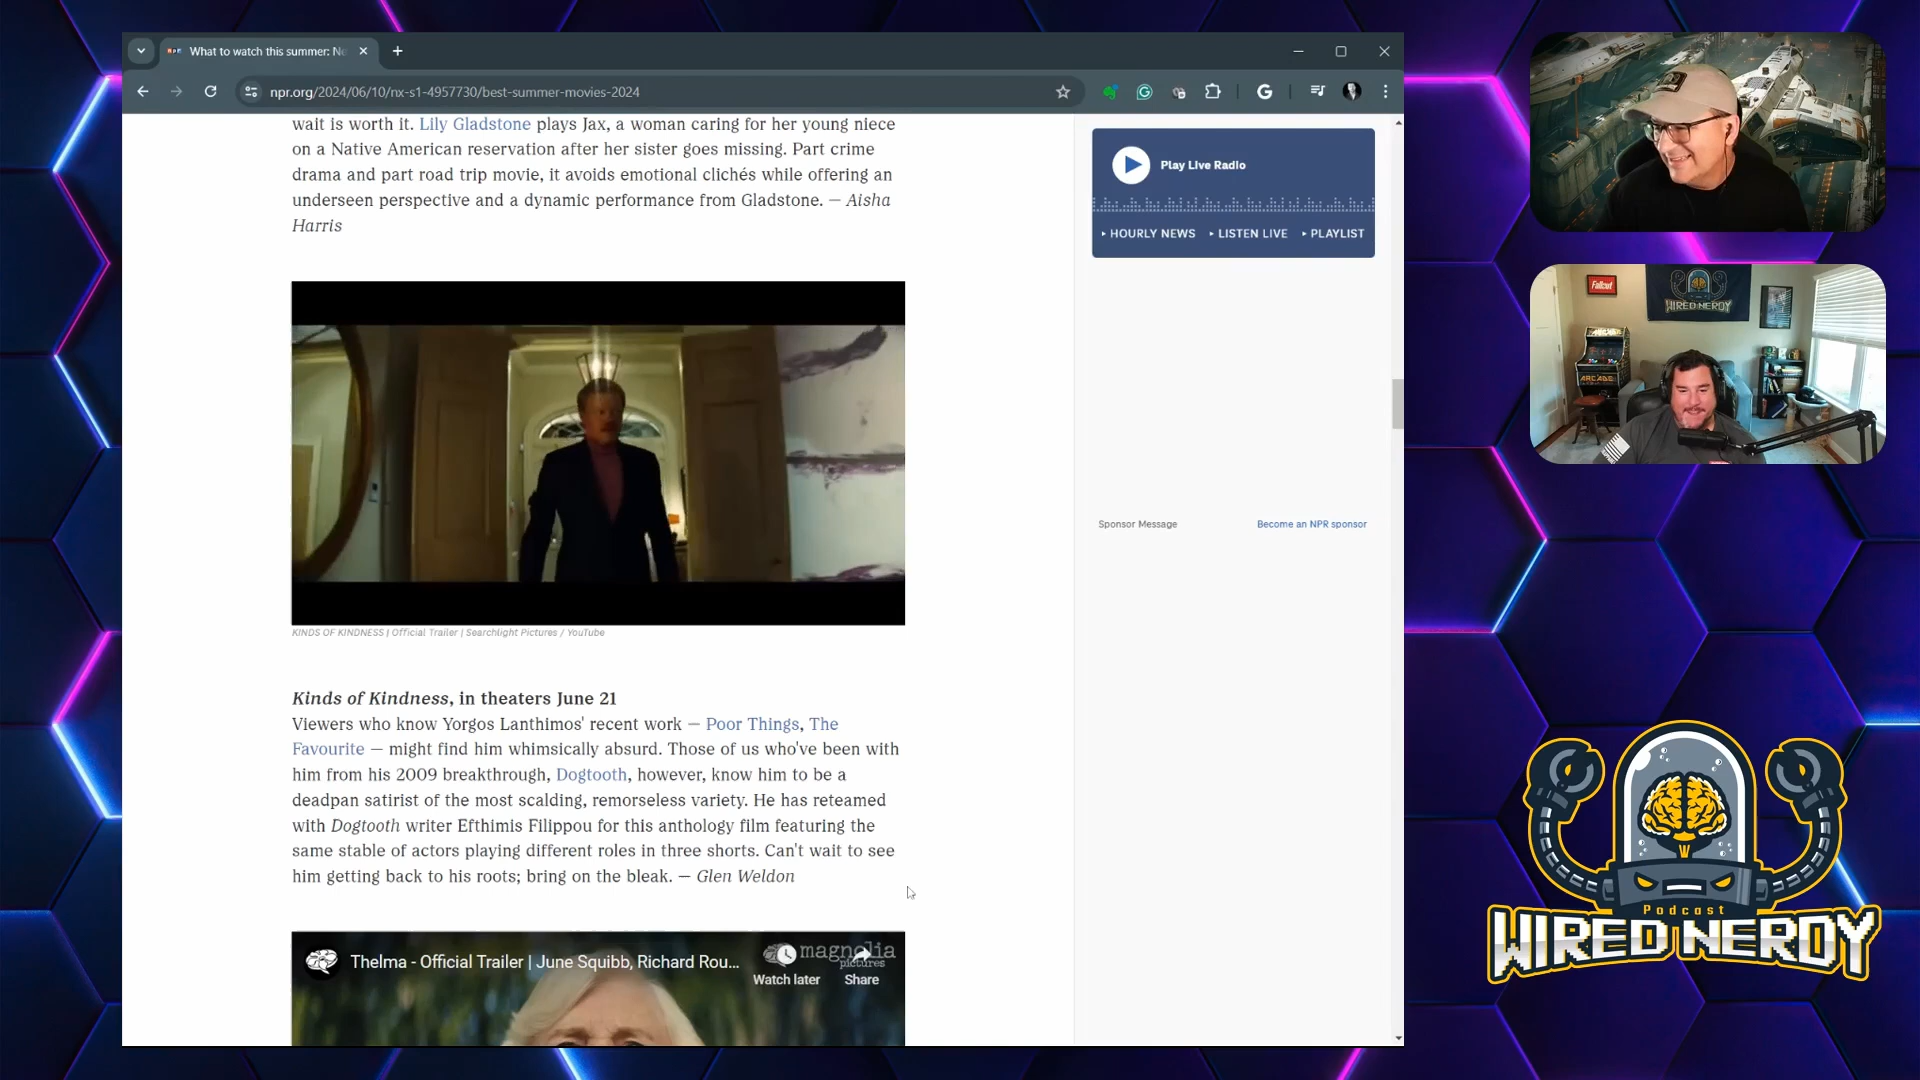 What to watch this summer: N
npr.org/2024/06/10/nx-s1-4957730/best-summer-movies-2024
wait is worth it. Lily Gladstone plays Jax, a woman caring for her young niece
on a Native American reservation after her sister goes missing. Part crime
drama and part road trip movie, it avoids emotional clichés while offering an
underseen perspective and a dynamic performance from Gladstone. — Aisha
Harris
KINDS OF KINDNESS | Official Trailer | Searchlight Pictures / YouTube
Kinds of Kindness, in theaters June 21
Viewers who know Yorgos Lanthimos' recent work — Poor Things, The
Favourite — might find him whimsically absurd. Those of us who've been with
him from his 2009 breakthrough, Dogtooth, however, know him to be a
deadpan satirist of the most scalding, remorseless variety. He has reteamed
with Dogtooth writer Efthimis Filippou for this anthology film featuring the
same stable of actors playing different roles in three shorts. Can't wait to see
him getting back to his roots; bring on the bleak. — Glen Weldon
Thelma - Official Trailer | June Squibb, Richard Rou...
magnolia
pictures
Watch later
Share
Play Live Radio
HOURLY NEWS
LISTEN LIVE
PLAYLIST
Sponsor Message
Become an NPR sponsor
Fallout
WIRED NERDY
ARCADE
Podcast
WIRED NERDY